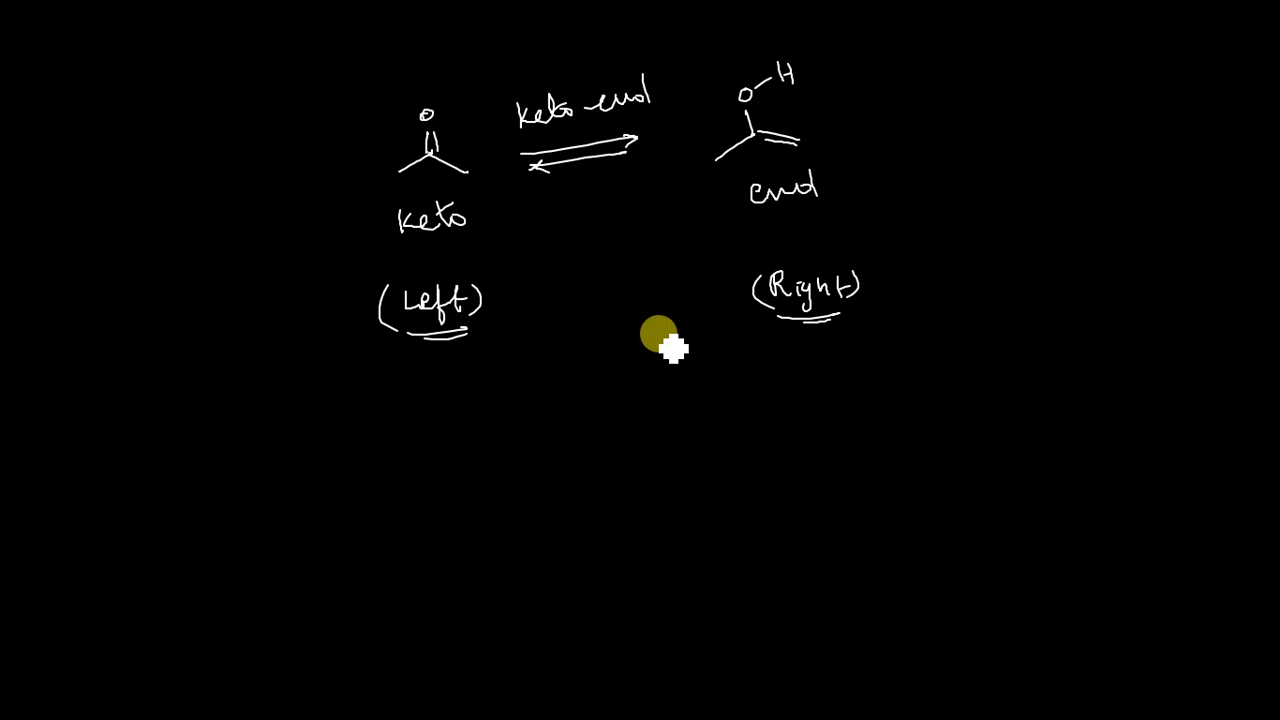 O-H
O
Keto-enol
Keto
enol
(Left)
(Right)